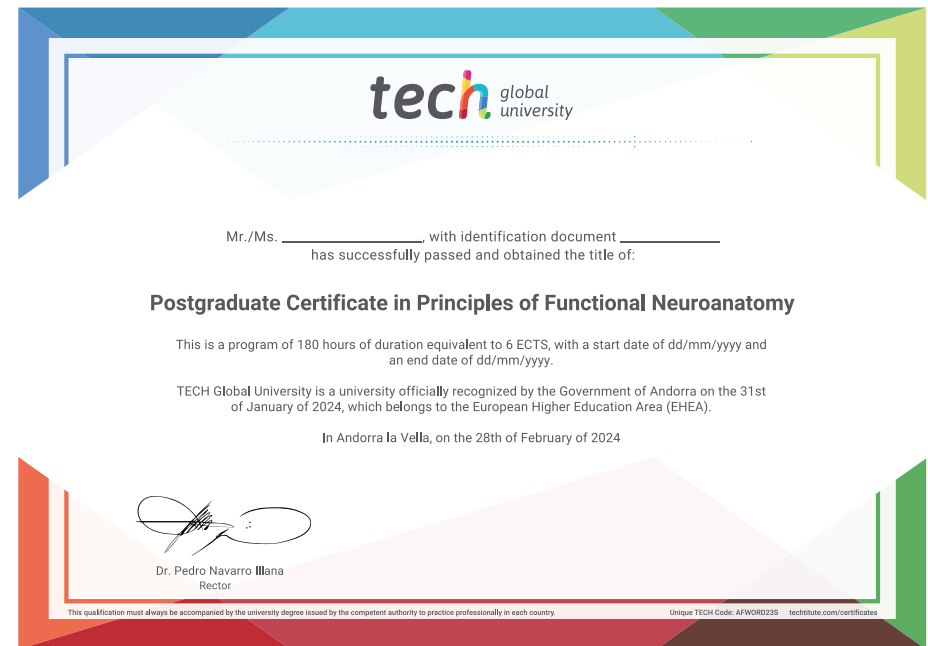 tech global university
Mr./Ms. ____________________, with identification document ______________
has successfully passed and obtained the title of:
Postgraduate Certificate in Principles of Functional Neuroanatomy
This is a program of 180 hours of duration equivalent to 6 ECTS, with a start date of dd/mm/yyyy and
an end date of dd/mm/yyyy.
TECH Global University is a university officially recognized by the Government of Andorra on the 31st
of January of 2024, which belongs to the European Higher Education Area (EHEA).
In Andorra la Vella, on the 28th of February of 2024
Dr. Pedro Navarro Illana
Rector
This qualification must always be accompanied by the university degree issued by the competent authority to practice professionally in each country.
Unique TECH Code: AFWORD23S techtitute.com/certificates